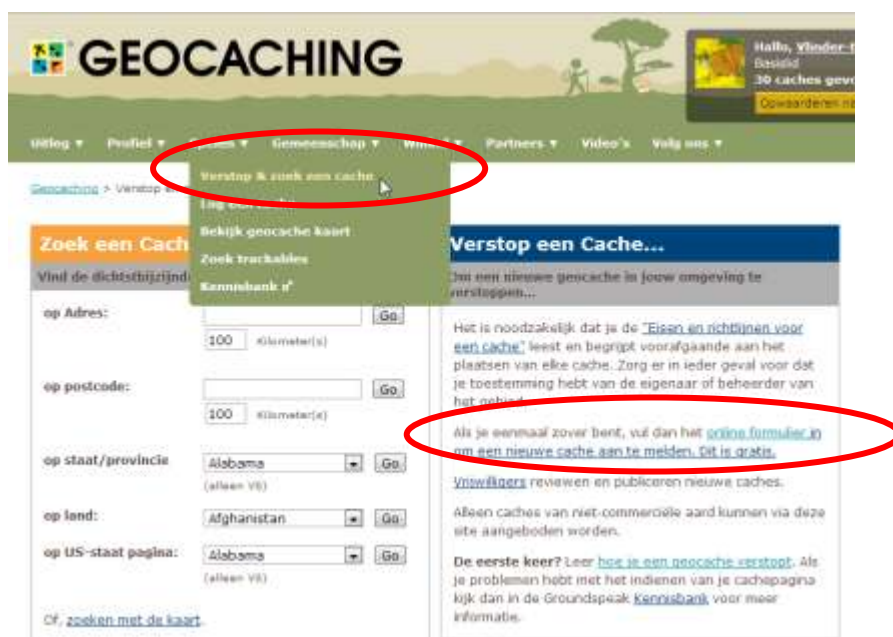 GEOCACHING
Hallo, Vlinder-t
Basislid
30 caches gevo
Opwaarderen na
Uitleg Profiel Spelen Gemeenschap Winkel Partners Video's Volg ons
Verstop & zoek een cache
Log een cache
Bekijk geocache kaart
Zoek trackables
Kennisbank
Geocaching > Verstop e
Zoek een Cach
Vind de dichtstbijzijnd
op Adres:
Go
100 Kilometer(s)
op postcode:
Go
100 Kilometer(s)
op staat/provincie Alabama Go
(alleen VS)
op land: Afghanistan Go
op US-staat pagina: Alabama Go
(alleen VS)
Of, zoeken met de kaart.
Verstop een Cache...
Om een nieuwe geocache in jouw omgeving te
verstoppen...
Het is noodzakelijk dat je de "Eisen en richtlijnen voor
een cache" leest en begrijpt voorafgaande aan het
plaatsen van elke cache. Zorg er in ieder geval voor dat
je toestemming hebt van de eigenaar of beheerder van
het gebied.
Als je eenmaal zover bent, vul dan het online formulier in
om een nieuwe cache aan te melden. Dit is gratis.
Vrijwilligers reviewen en publiceren nieuwe caches.
Alleen caches van niet-commerciële aard kunnen via deze
site aangeboden worden.
De eerste keer? Leer hoe je een geocache verstopt. Als
je problemen hebt met het indienen van je cachepagina
kijk dan in de Groundspeak Kennisbank voor meer
informatie.